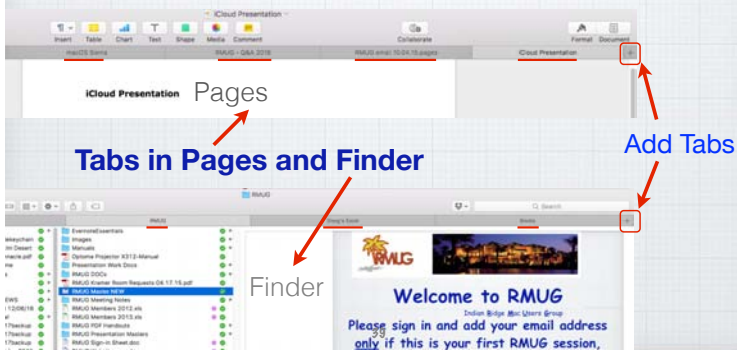 iCloud Presentation
Insert Table Chart Text Shape Media Comment
Collaborate
Format Document
macOS Sierra
RMUG - Q&A 2016
RMUG email 10.04.15.pages
iCloud Presentation
+
iCloud Presentation
Pages
Tabs in Pages and Finder
Add Tabs
RMUG
Search
RMUG
Doug's Excel
Books
+
EvernoteEssentials
Images
Manuals
Optoma Projector X313-Manual
Presentation Work Docs
RMUG DOCs
RMUG Kramer Room Requests 04.17.15.pdf
RMUG Master NEW
RMUG Meeting Notes
RMUG Members 2012.xls
RMUG Members 2013.xls
RMUG PDF Handouts
RMUG Presentation Masters
RMUG Sign-in Sheet.doc
Finder
RMUG
Welcome to RMUG
Indian Ridge Mac Users Group
Please sign in and add your email address
39
only if this is your first RMUG session,